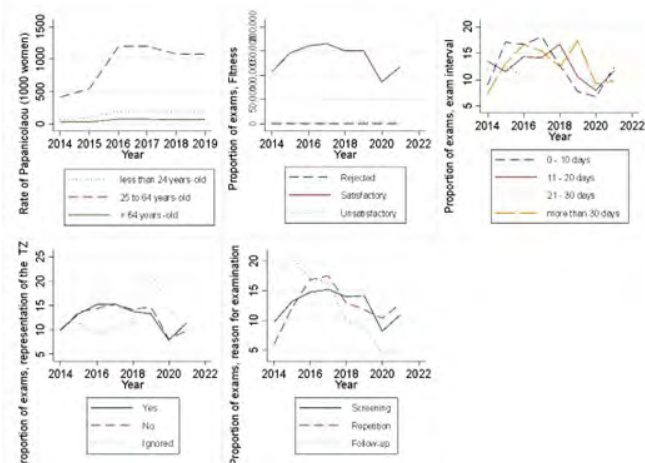 Rate of Papanicolaou (1000 women)
1500
1000
500
0
2014 2015 2016 2017 2018 2019
Year
less than 24 years-old
25 to 64 years-old
+ 64 years-old
Proportion of exams, Fitness
0
2014 2016 2018 2020 2022
Year
Rejected
Satisfactory
Unsatisfactory
Proportion of exams, exam interval
20
15
10
5
2014 2016 2018 2020 2022
Year
0 - 10 days
11 - 20 days
21 - 30 days
more than 30 days
roportion of exams, representation of the TZ
25
20
15
10
5
2014 2016 2018 2020 2022
Year
Yes
No
Ignored
Proportion of exams, reason for examination
20
15
10
5
2014 2016 2018 2020 2022
Year
Screening
Repetition
Follow-up